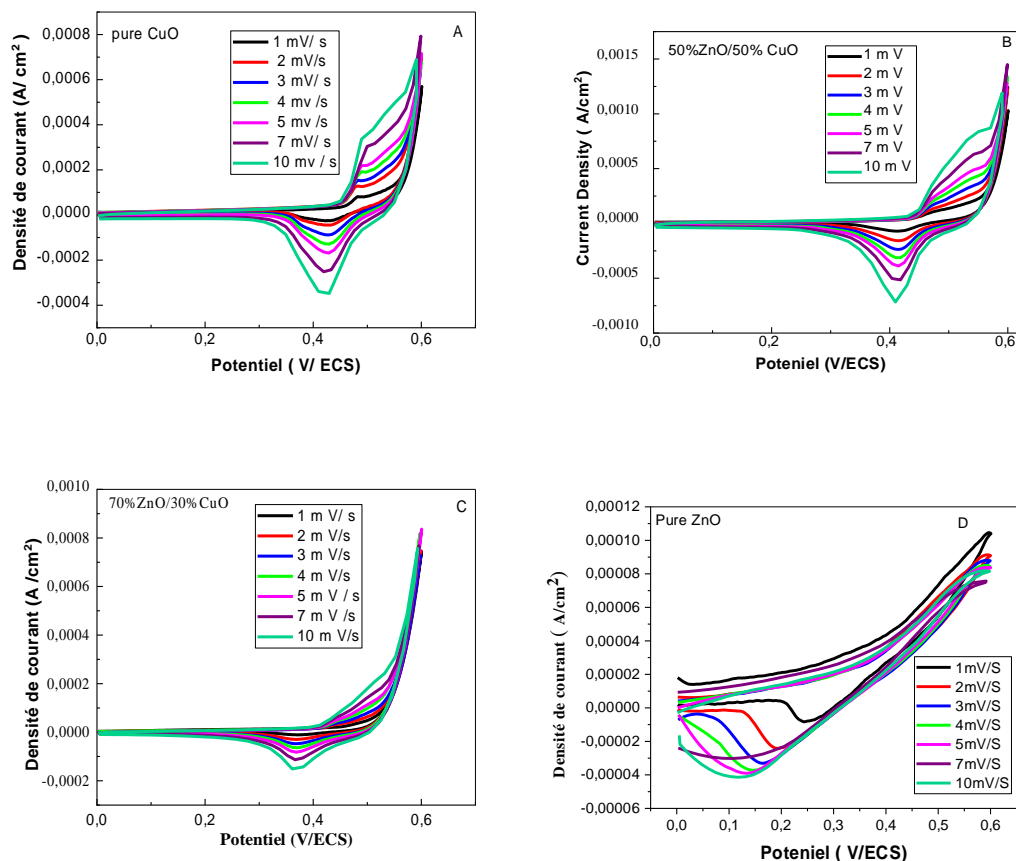 pure CuO
A
1 mV/ s
2 mV/s
3 mV/ s
4 mv /s
5 mv /s
7 mV/ s
10 mv / s
0,0008
0,0006
0,0004
0,0002
0,0000
-0,0002
-0,0004
Densité de courant (A/ cm²)
0,0
0,2
0,4
0,6
Potentiel ( V/ ECS)
50%ZnO/50% CuO
B
1 m V
2 m V
3 m V
4 m V
5 m V
7 m V
10 m V
0,0015
0,0010
0,0005
0,0000
-0,0005
-0,0010
Current Density ( A/cm²)
0,0
0,2
0,4
0,6
Poteniel (V/ECS)
70%ZnO/30%CuO
C
1 m V/ s
2 m V/s
3 m V/s
4 m V/s
5 m V / s
7 m V/s
10 m V/s
0,0010
0,0008
0,0006
0,0004
0,0002
0,0000
-0,0002
Densité de courant (A /cm²)
0,0
0,2
0,4
0,6
Potentiel (V/ECS)
Pure ZnO
D
1mV/S
2mV/S
3mV/S
4mV/S
5mV/S
7mV/S
10mV/S
0,00012
0,00010
0,00008
0,00006
0,00004
0,00002
0,00000
-0,00002
-0,00004
-0,00006
Densité de courant ( A/cm²)
0,0
0,1
0,2
0,3
0,4
0,5
0,6
Poteniel ( V/ECS)